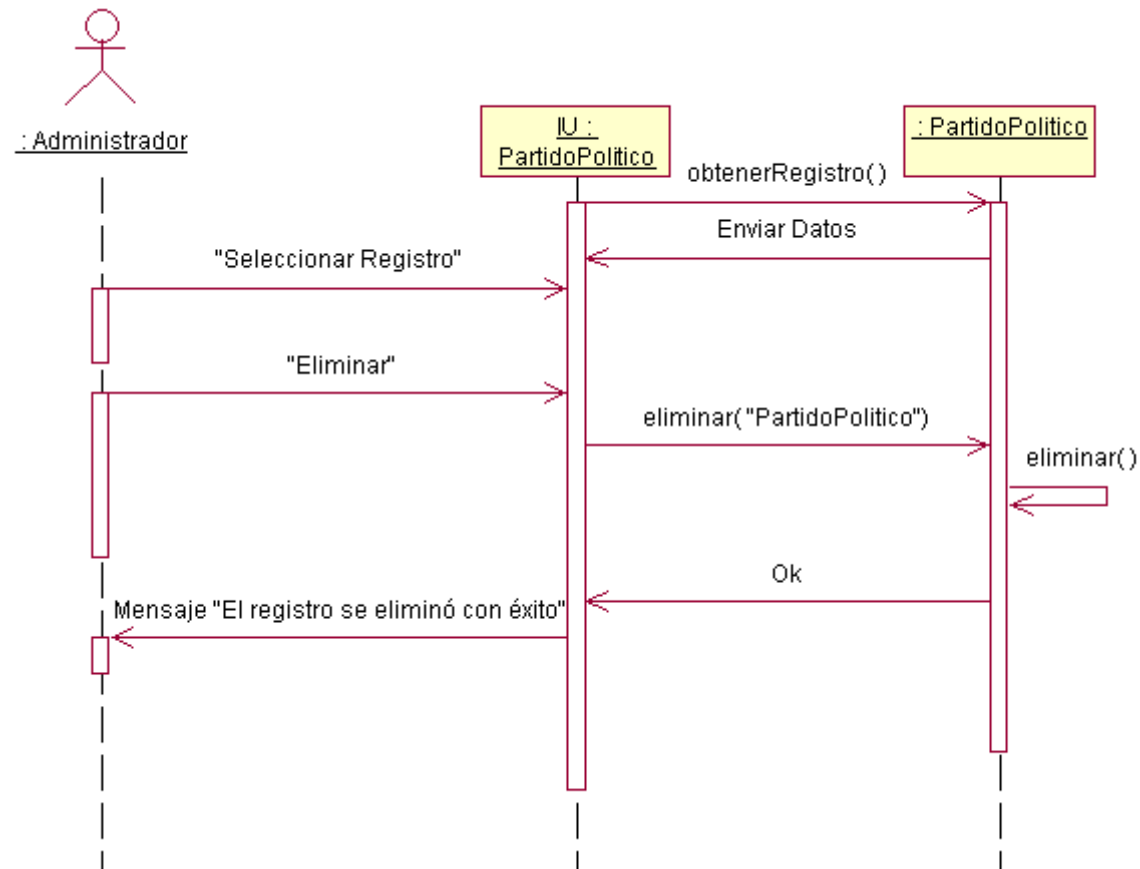 : Administrador
IU :
PartidoPolitico
: PartidoPolitico
obtenerRegistro( )
Enviar Datos
"Seleccionar Registro"
"Eliminar"
eliminar( "PartidoPolitico")
eliminar( )
Ok
Mensaje "El registro se eliminó con éxito"